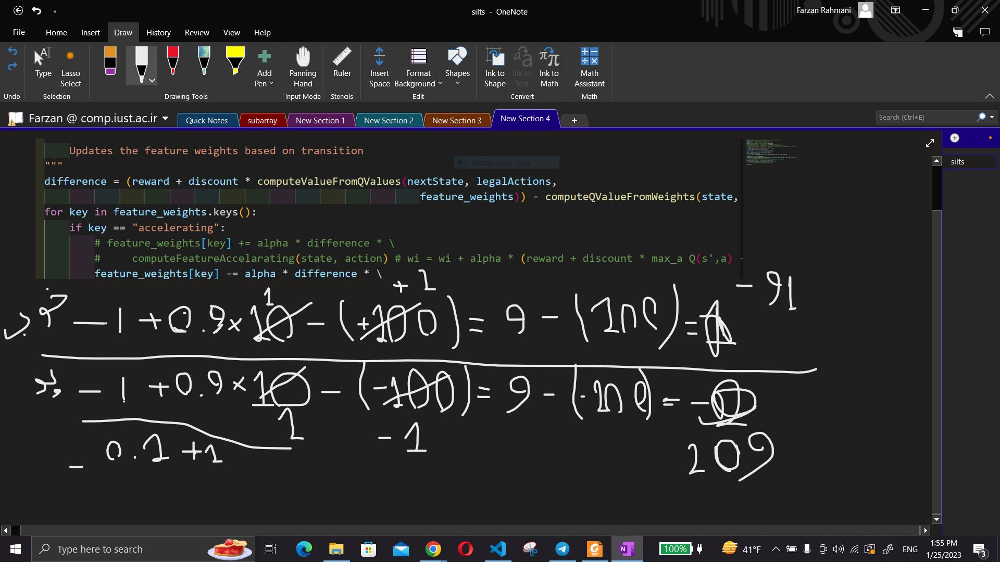 silts - OneNote
Farzan Rahmani
File Home Insert Draw History Review View Help
Type Lasso Select Add Pen Panning Hand Ruler Insert Space Format Background Shapes Ink to Shape Ink to Text Ink to Math Math Assistant
Undo Selection Drawing Tools Input Mode Stencils Edit Convert Math
Farzan @ comp.iust.ac.ir Quick Notes subarray New Section 1 New Section 2 New Section 3 New Section 4 +
Search (Ctrl+E)
silts
Updates the feature weights based on transition
Rectangular Snip
"""
difference = (reward + discount * computeValueFromQValues(nextState, legalActions,
feature_weights)) - computeQValueFromWeights(state,
for key in feature_weights.keys():
if key == "accelerating":
# feature_weights[key] += alpha * difference * \
# computeFeatureAccelarating(state, action) # wi = wi + alpha * (reward + discount * max_a Q(s',a) -
feature_weights[key] -= alpha * difference * \
1 +1 -91
-1+0.9×10-(+100)=9-(100)=
-1+0.9×10-(-100)=9-(-100)=-
1
-0.1+1 -1 109
Type here to search
100% 41°F ENG 1:55 PM
1/25/2023 3